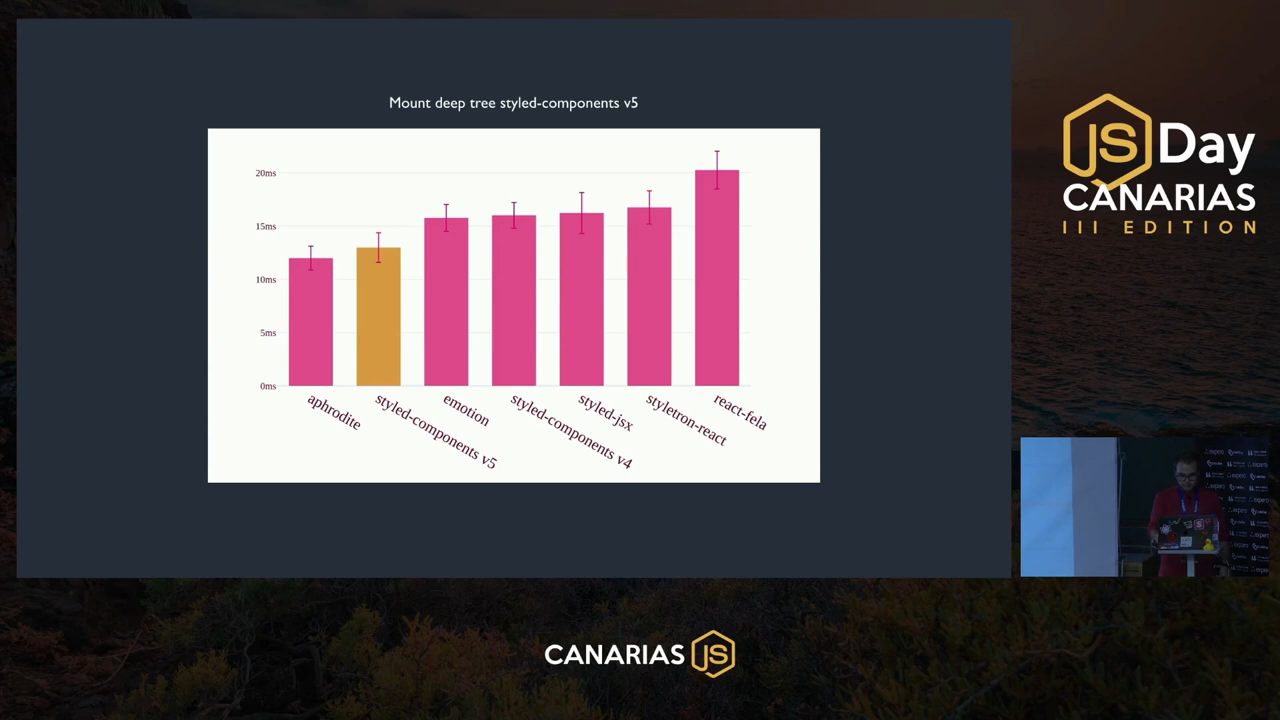 Mount deep tree styled-components v5
20ms
15ms
10ms
5ms
0ms
aphrodite
styled-components v5
emotion
styled-components v4
styled-jsx
styletron-react
react-fela
JS Day
CANARIAS
III EDITION
CANARIAS JS